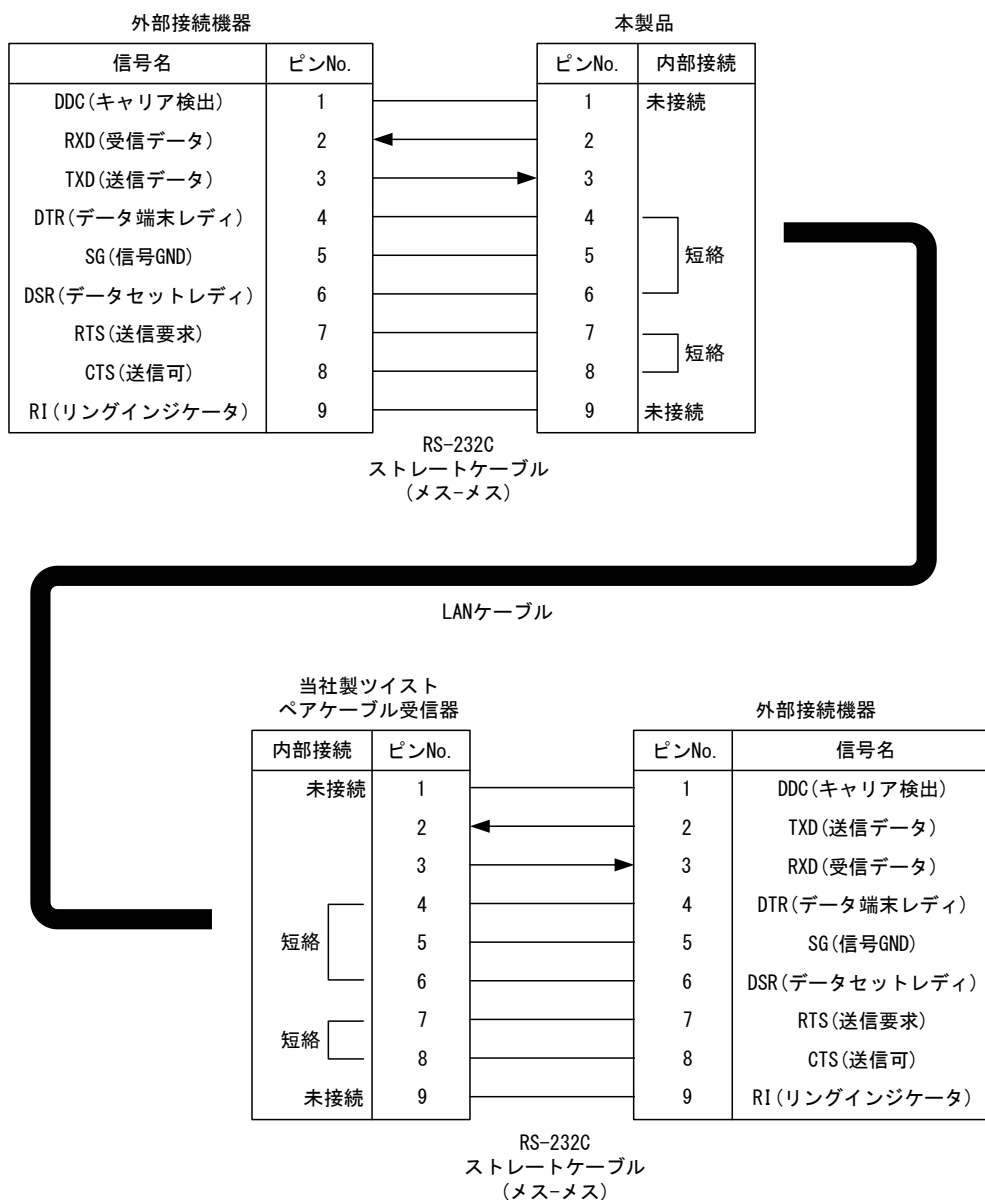 外部接続機器
本製品
信号名 ピンNo. ピンNo. 内部接続
DDC(キャリア検出) 1 1 未接続
RXD(受信データ) 2 2
TXD(送信データ) 3 3
DTR(データ端末レディ) 4 4
SG(信号GND) 5 5 短絡
DSR(データセットレディ) 6 6
RTS(送信要求) 7 7
短絡
CTS(送信可) 8 8
RI(リングインジケータ) 9 9 未接続
RS-232C
ストレートケーブル
(メス-メス)
LANケーブル
当社製ツイスト
ペアケーブル受信器
外部接続機器
内部接続 ピンNo. ピンNo. 信号名
未接続 1 1 DDC(キャリア検出)
2 2 TXD(送信データ)
3 3 RXD(受信データ)
4 4 DTR(データ端末レディ)
短絡 5 5 SG(信号GND)
6 6 DSR(データセットレディ)
7 7 RTS(送信要求)
短絡
8 8 CTS(送信可)
未接続 9 9 RI(リングインジケータ)
RS-232C
ストレートケーブル
(メス-メス)